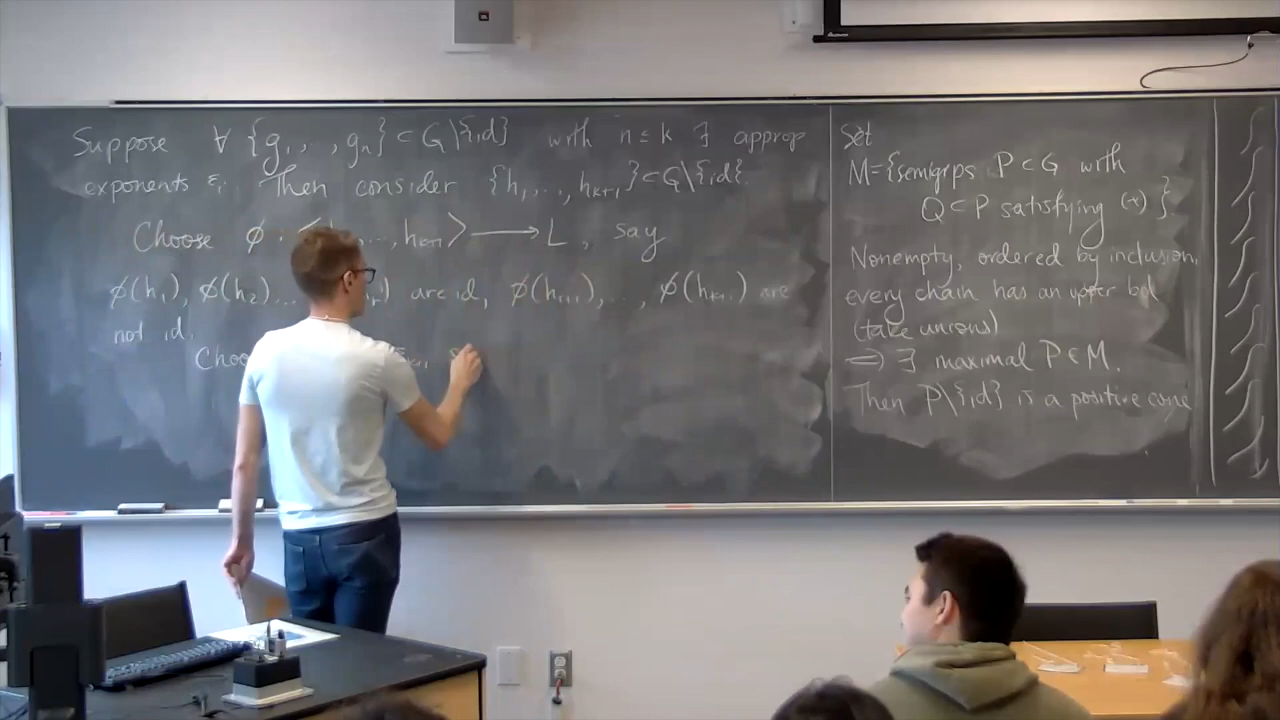 Suppose ∀ {g₁, .., gₙ} ⊂ G\{id} with n ≤ k ∃ approp
exponents εᵢ. Then consider {h₁, .., hₖ₊₁} ⊂ G\{id}.
Choose φ : < ..., hₖ₊₁> → L, say
φ(h₁), φ(h₂)... are id, φ(hᵢ₊₁), .., φ(hₖ₊₁) are
not id.
Set
M={semigrps P⊂G with
Q⊂P satisfying (*)}
Nonempty, ordered by inclusion,
every chain has an upper bd
(take unions)
⇒ ∃ maximal P∈M.
Then P\{id} is a positive cone